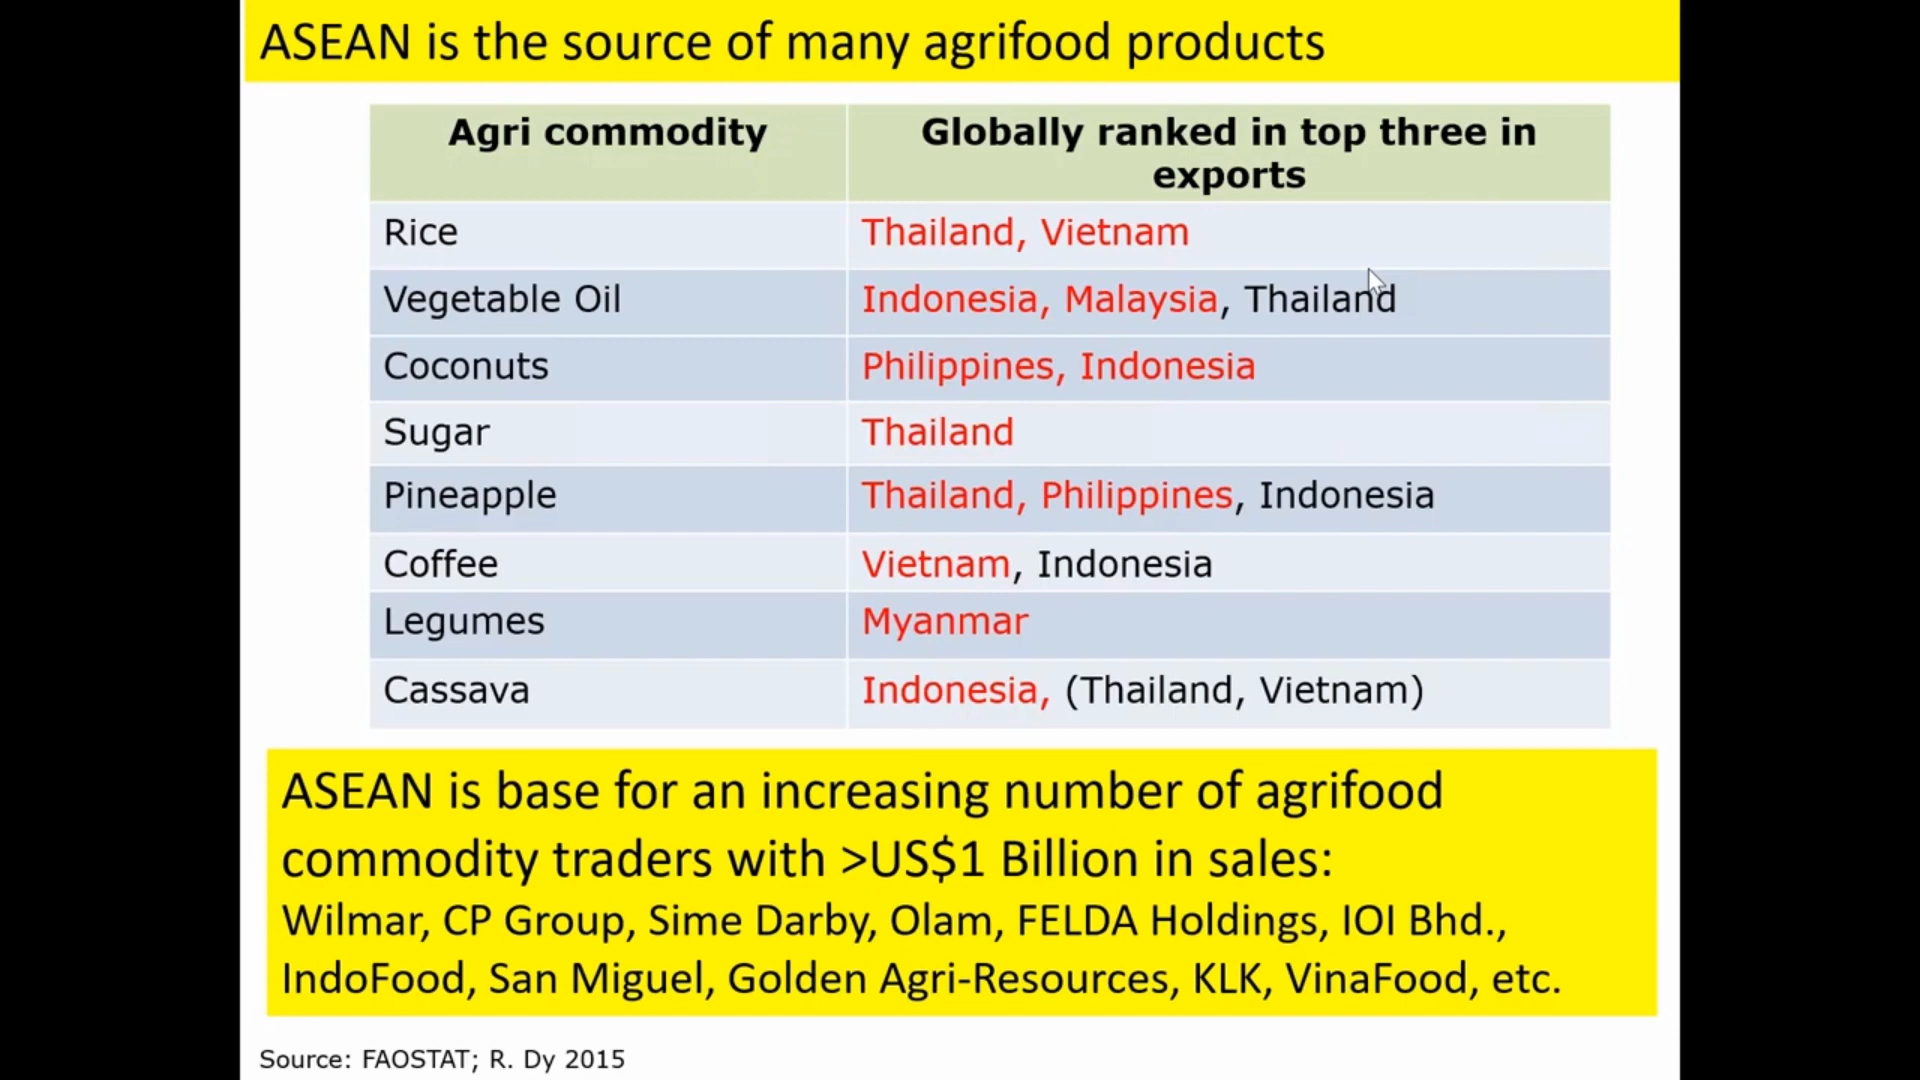 ASEAN is the source of many agrifood products
Agri commodity
Globally ranked in top three in
exports
Rice
Thailand, Vietnam
Vegetable Oil
Indonesia, Malaysia, Thailand
Coconuts
Philippines, Indonesia
Sugar
Thailand
Pineapple
Thailand, Philippines, Indonesia
Coffee
Vietnam, Indonesia
Legumes
Myanmar
Cassava
Indonesia, (Thailand, Vietnam)
ASEAN is base for an increasing number of agrifood
commodity traders with >US$1 Billion in sales:
Wilmar, CP Group, Sime Darby, Olam, FELDA Holdings, IOI Bhd.,
IndoFood, San Miguel, Golden Agri-Resources, KLK, VinaFood, etc.
Source: FAOSTAT; R. Dy 2015